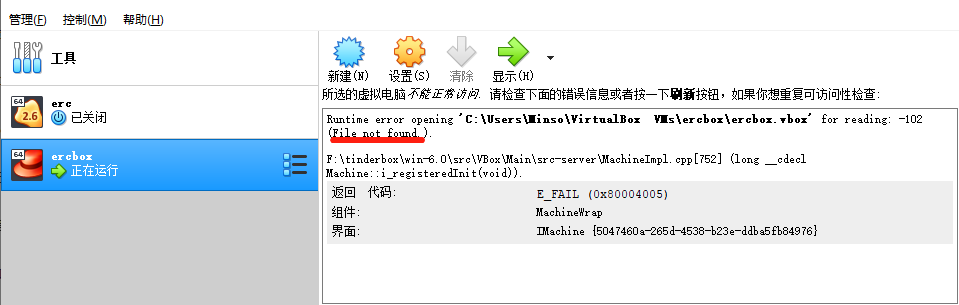 管理(F) 控制(M) 帮助(H)
工具
新建(N) 设置(S) 清除 显示(H)
所选的虚拟电脑不能正常访问. 请检查下面的错误信息或者按一下刷新按钮，如果你想重复可访问性检查:
64
2.6
erc
已关闭
64
ercbox
正在运行
Runtime error opening 'C:\Users\Minso\VirtualBox VMs\ercbox\ercbox.vbox' for reading: -102
(File not found.).
F:\tinderbox\win-6.0\src\VBox\Main\src-server\MachineImpl.cpp[752] (long __cdecl
Machine::i_registeredInit(void)).
返回 代码: E_FAIL (0x80004005)
组件: MachineWrap
界面: IMachine {5047460a-265d-4538-b23e-ddba5fb84976}